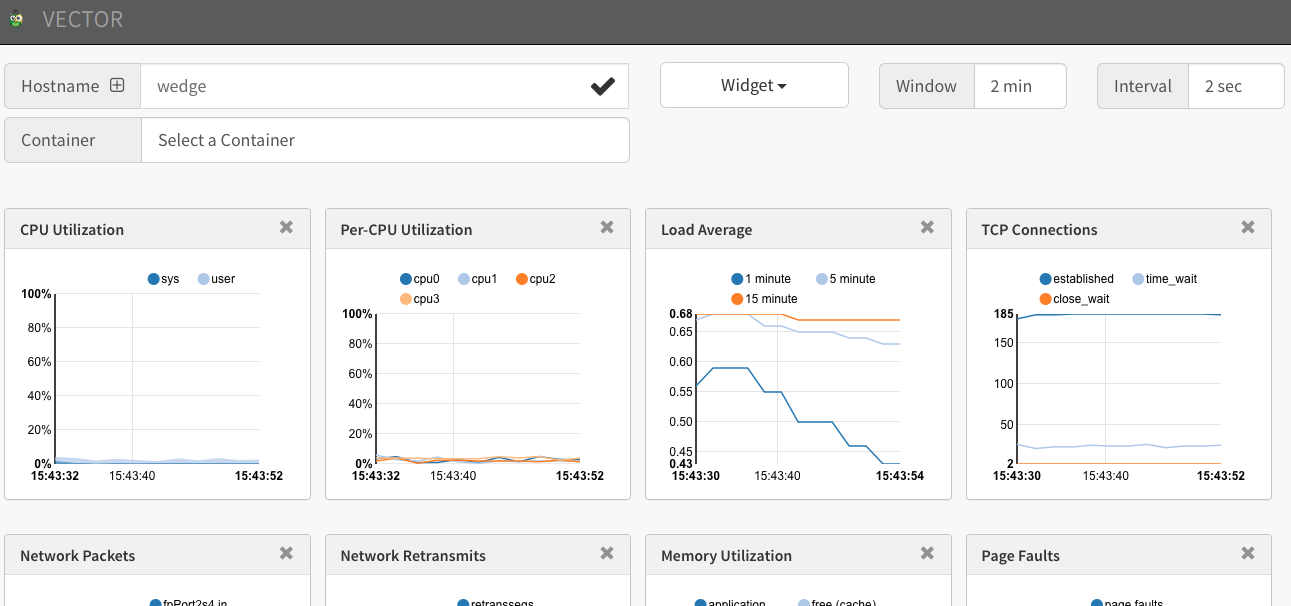 VECTOR
Hostname wedge Widget Window 2 min Interval 2 sec
Container Select a Container
CPU Utilization
sys user
100%
80%
60%
40%
20%
0%
15:43:32 15:43:40 15:43:52
Per-CPU Utilization
cpu0 cpu1 cpu2
cpu3
100%
80%
60%
40%
20%
0%
15:43:32 15:43:40 15:43:52
Load Average
1 minute 5 minute
15 minute
0.68
0.65
0.60
0.55
0.50
0.45
0.43
15:43:30 15:43:40 15:43:54
TCP Connections
established time_wait
close_wait
185
150
100
50
2
15:43:30 15:43:40 15:43:52
Network Packets
fpPort2s4 in
Network Retransmits
retranssegs
Memory Utilization
application free (cache)
Page Faults
page faults